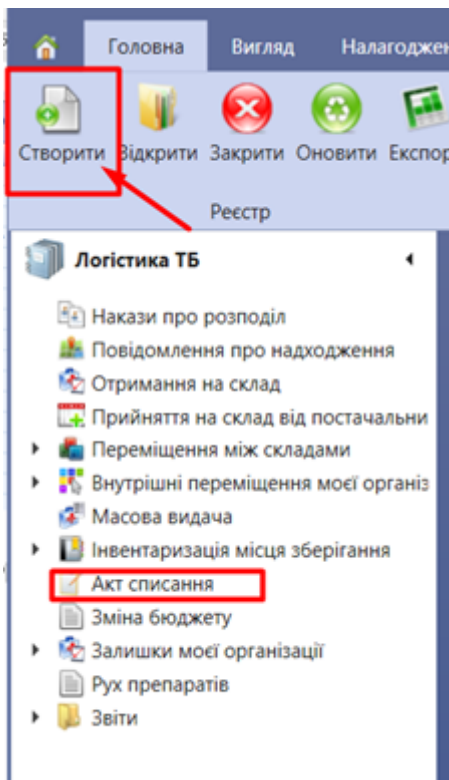 Головна Вигляд Налагоджен
Створити Відкрити Закрити Оновити Експор
Реєстр
Логістика ТБ
Накази про розподіл
Повідомлення про надходження
Отримання на склад
Прийняття на склад від постачальни
Переміщення між складами
Внутрішні переміщення моєї організ
Масова видача
Інвентаризація місця зберігання
Акт списання
Зміна бюджету
Залишки моєї організації
Рух препаратів
Звіти